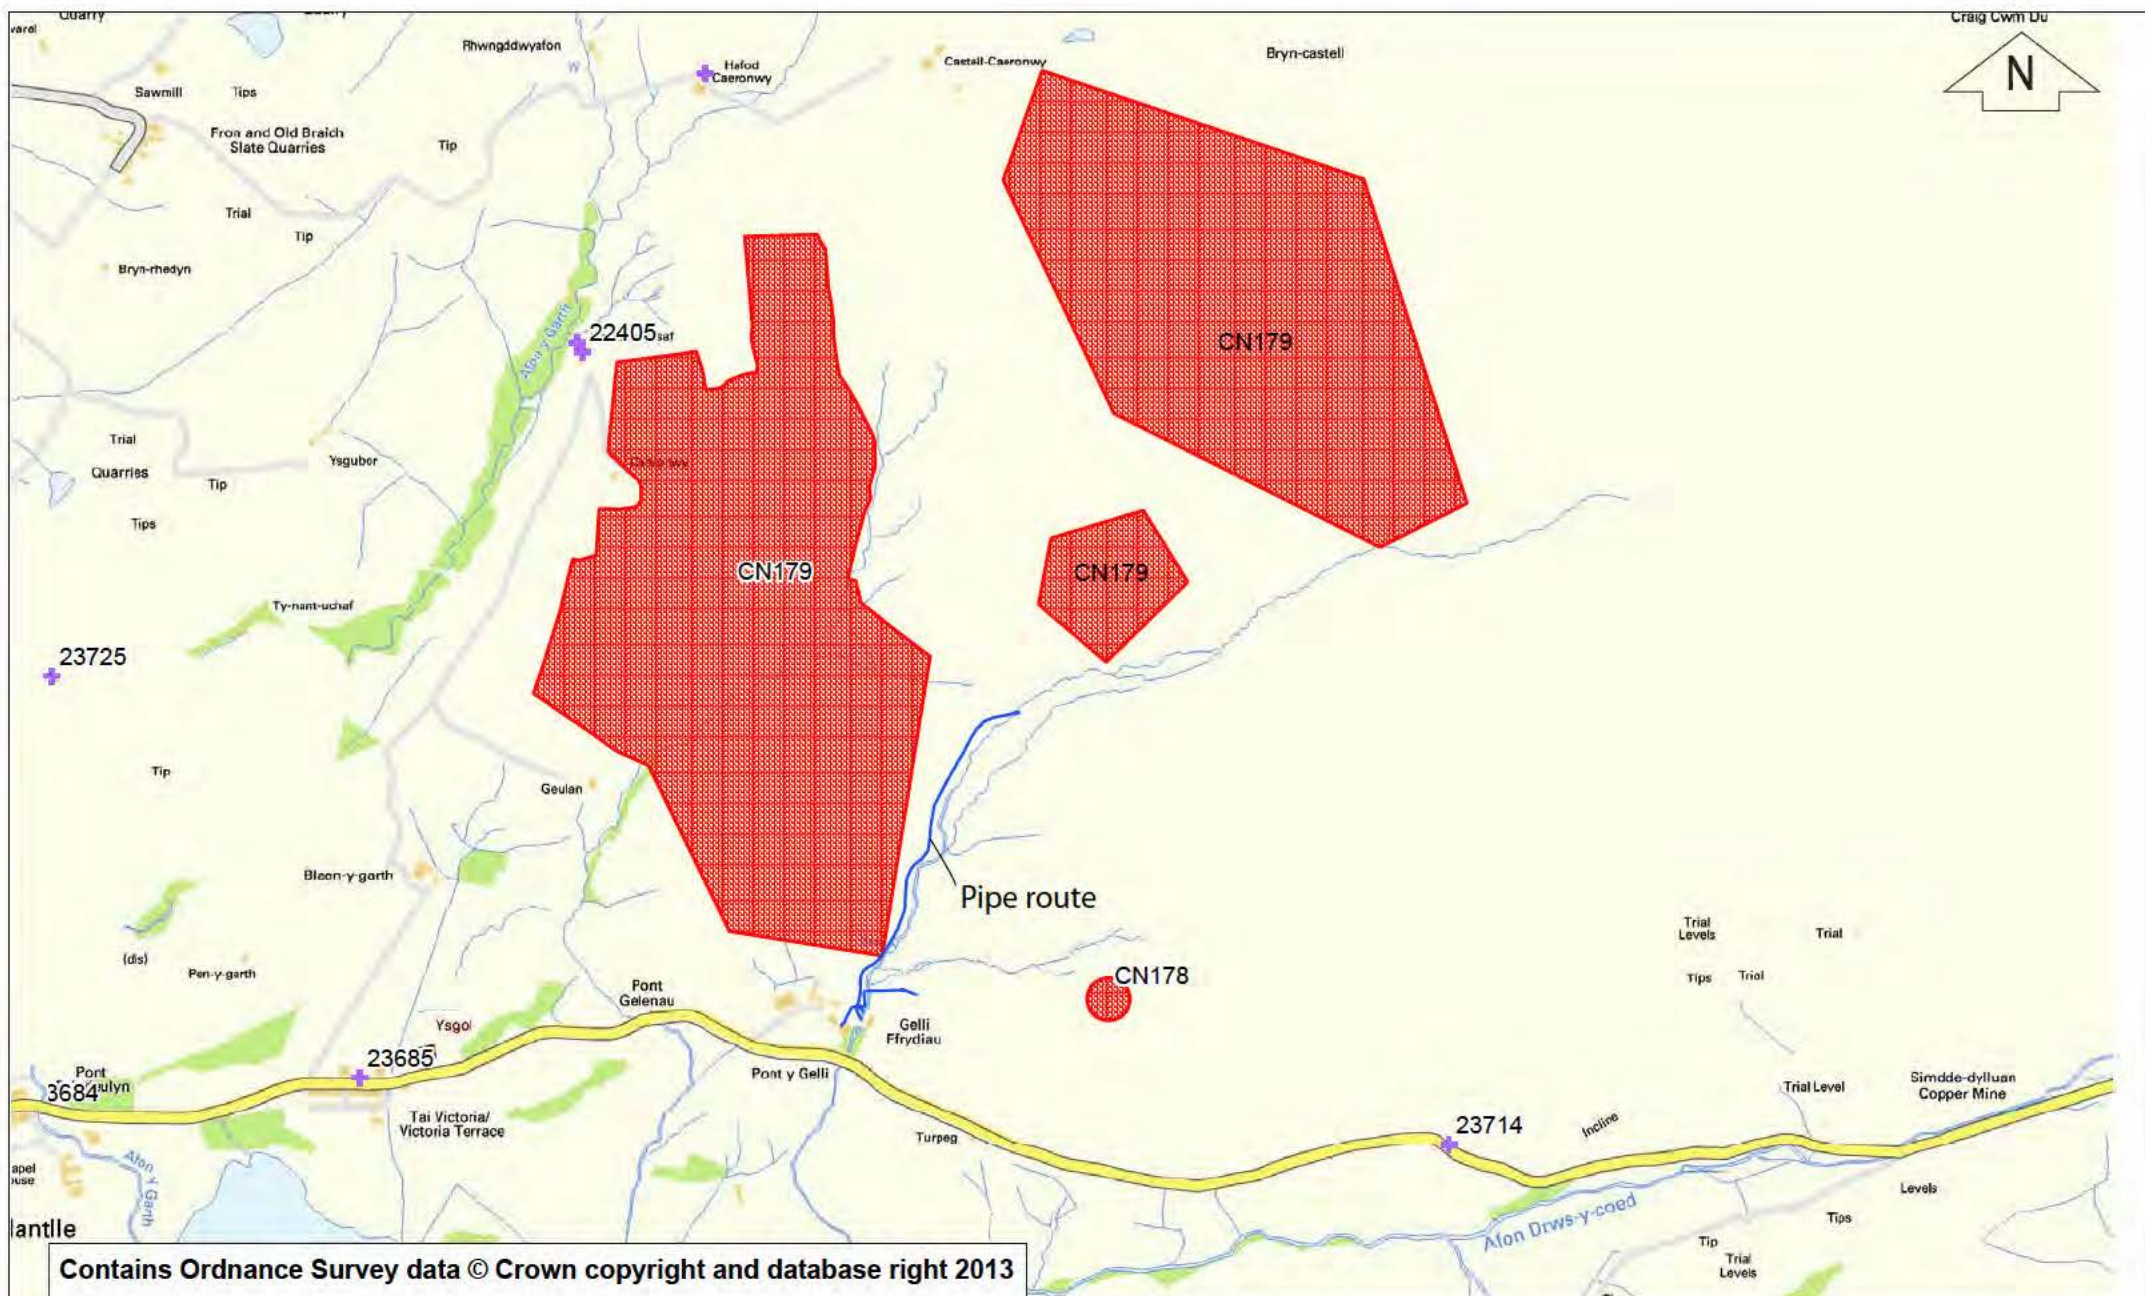 Quarry
Craig Cwm Du
N
Rhwngddwyafon
W
Hafod
Caeronwy
Castell-Caeronwy
Bryn-castell
Sawmill
Tips
Fron and Old Braich
Slate Quarries
Tip
Trial
Tip
Bryn-rhedyn
Afon y Garth
22405
saf
CN179
Trial
Quarries
Tip
Tips
Ysgubor
CN179
CN179
Ty-nant-uchaf
23725
Tip
Geulan
Blaen-y-garth
Pipe route
Trial
Levels
Trial
Tips
Trial
(dis)
Pen-y-garth
CN178
Pont
Gelenau
Ysgol
Gelli
Ffrydiau
23685
Pont
3684
ulyn
Pont y Gelli
Trial Level
Simdde-dylluan
Copper Mine
Tai Victoria/
Victoria Terrace
Turpeg
23714
Incline
apel
ouse
Afon Y Garth
Levels
Afon Drws-y-coed
Tips
lantlle
Tip
Trial
Levels
Contains Ordnance Survey data © Crown copyright and database right 2013